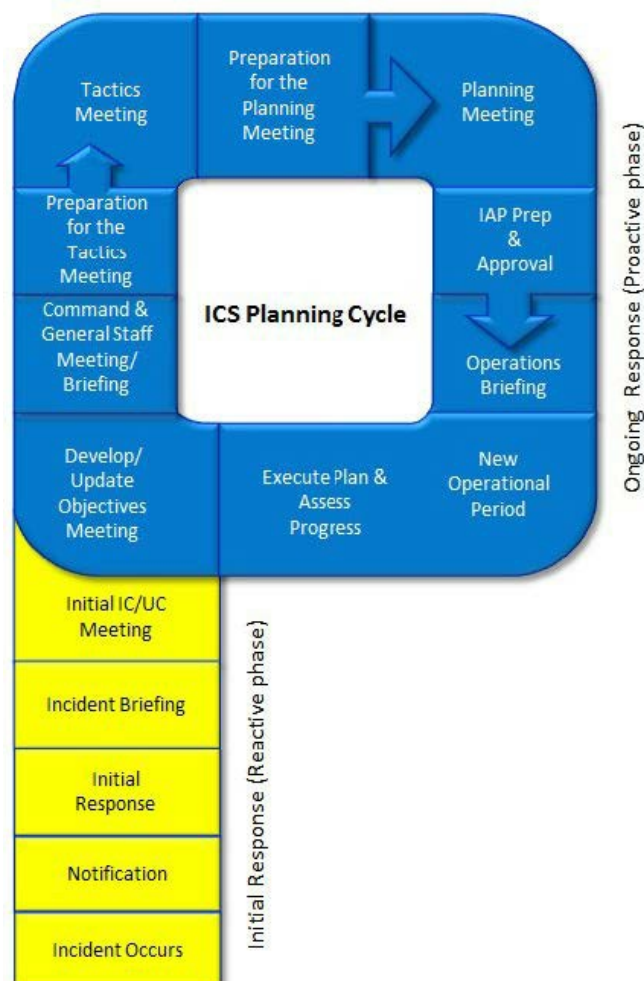 Tactics
Meeting
Preparation
for the
Planning
Meeting
Planning
Meeting
Preparation
for the
Tactics
Meeting
IAP Prep
&
Approval
ICS Planning Cycle
Command &
General Staff
Meeting/
Briefing
Operations
Briefing
Develop/
Update
Objectives
Meeting
Execute Plan &
Assess
Progress
New
Operational
Period
Ongoing Response (Proactive phase)
Initial IC/UC
Meeting
Incident Briefing
Initial
Response
Notification
Incident Occurs
Initial Response (Reactive phase)